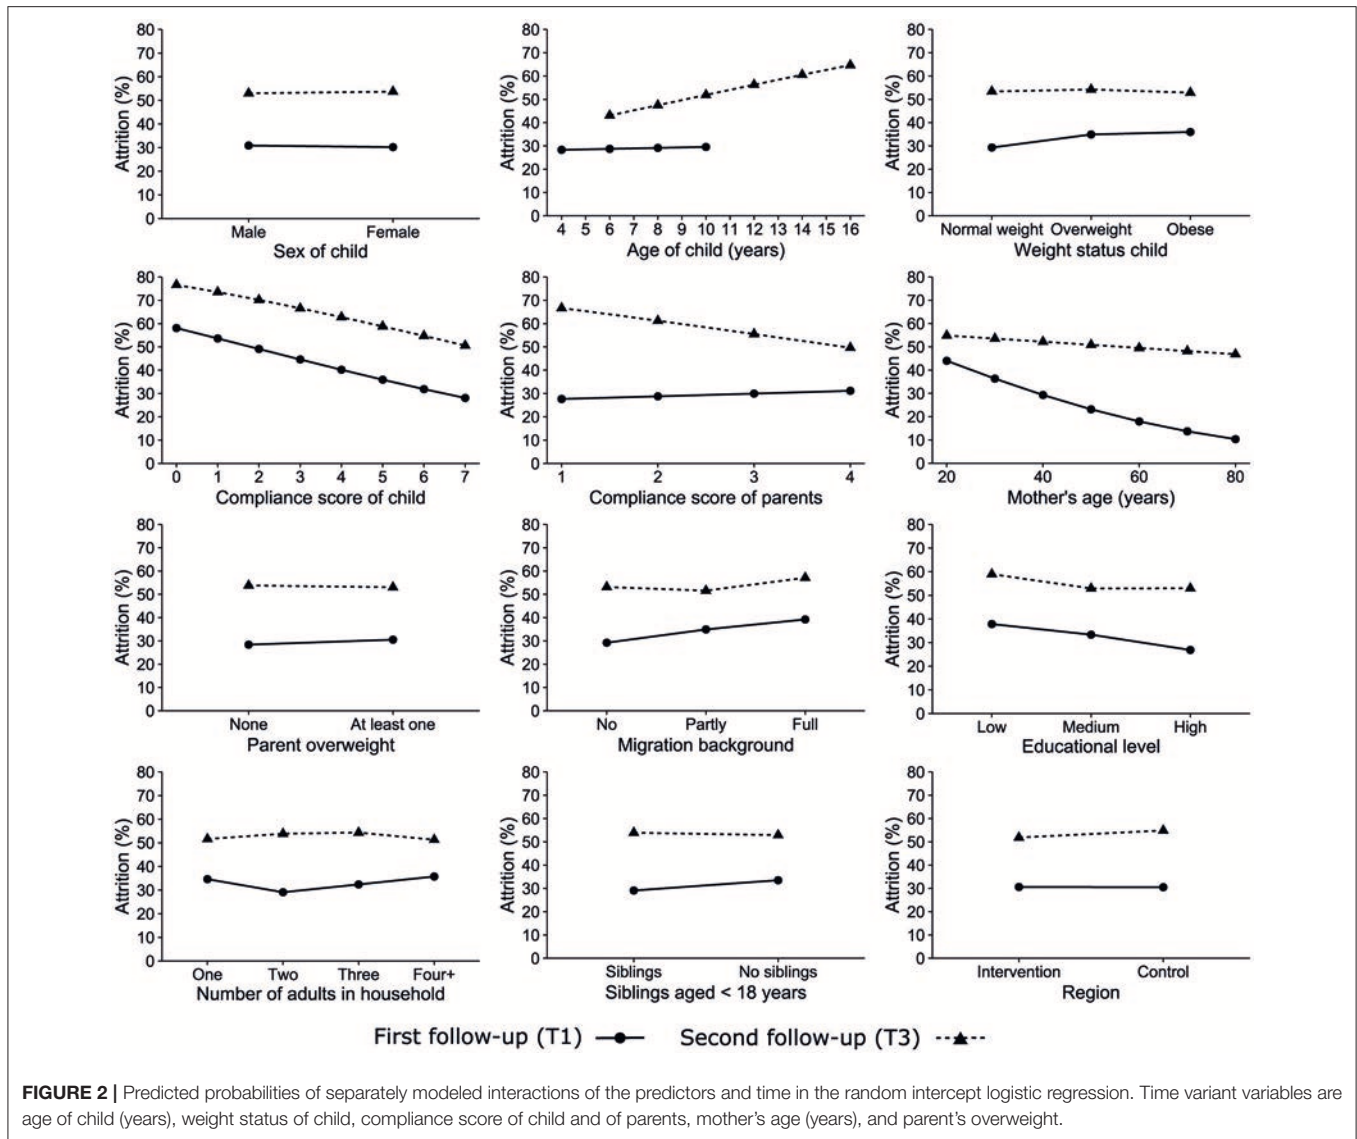 80
70
60
50
40
30
20
10
0
Attrition (%)
Male Female
Sex of child
80
70
60
50
40
30
20
10
0
Attrition (%)
4 5 6 7 8 9 10 11 12 13 14 15 16
Age of child (years)
80
70
60
50
40
30
20
10
0
Attrition (%)
Normal weight Overweight Obese
Weight status child
80
70
60
50
40
30
20
10
0
Attrition (%)
0 1 2 3 4 5 6 7
Compliance score of child
80
70
60
50
40
30
20
10
0
Attrition (%)
1 2 3 4
Compliance score of parents
80
70
60
50
40
30
20
10
0
Attrition (%)
20 40 60 80
Mother's age (years)
80
70
60
50
40
30
20
10
0
Attrition (%)
None At least one
Parent overweight
80
70
60
50
40
30
20
10
0
Attrition (%)
No Partly Full
Migration background
80
70
60
50
40
30
20
10
0
Attrition (%)
Low Medium High
Educational level
80
70
60
50
40
30
20
10
0
Attrition (%)
One Two Three Four+
Number of adults in household
80
70
60
50
40
30
20
10
0
Attrition (%)
Siblings No siblings
Siblings aged < 18 years
80
70
60
50
40
30
20
10
0
Attrition (%)
Intervention Control
Region
First follow-up (T1) Second follow-up (T3)
FIGURE 2 | Predicted probabilities of separately modeled interactions of the predictors and time in the random intercept logistic regression. Time variant variables are
age of child (years), weight status of child, compliance score of child and of parents, mother's age (years), and parent's overweight.